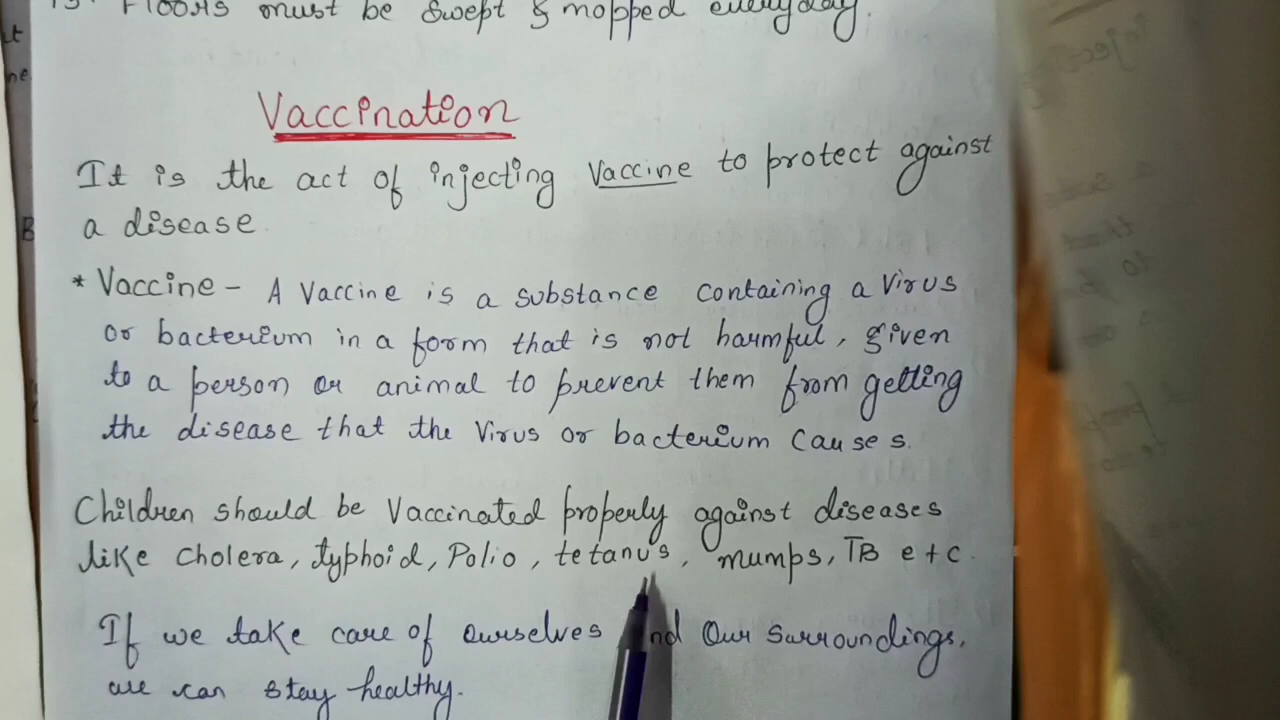 Floors must be swept & mopped everyday.
Vaccination
It is the act of injecting Vaccine to protect against
a disease
* Vaccine - A Vaccine is a substance containing a Virus
or bacterium in a form that is not harmful, given
to a person or animal to prevent them from getting
the disease that the Virus or bacterium causes.
Children should be Vaccinated properly against diseases
like cholera, typhoid, Polio, tetanus, mumps, TB etc.
If we take care of ourselves and Our Surroundings,
we can stay healthy.